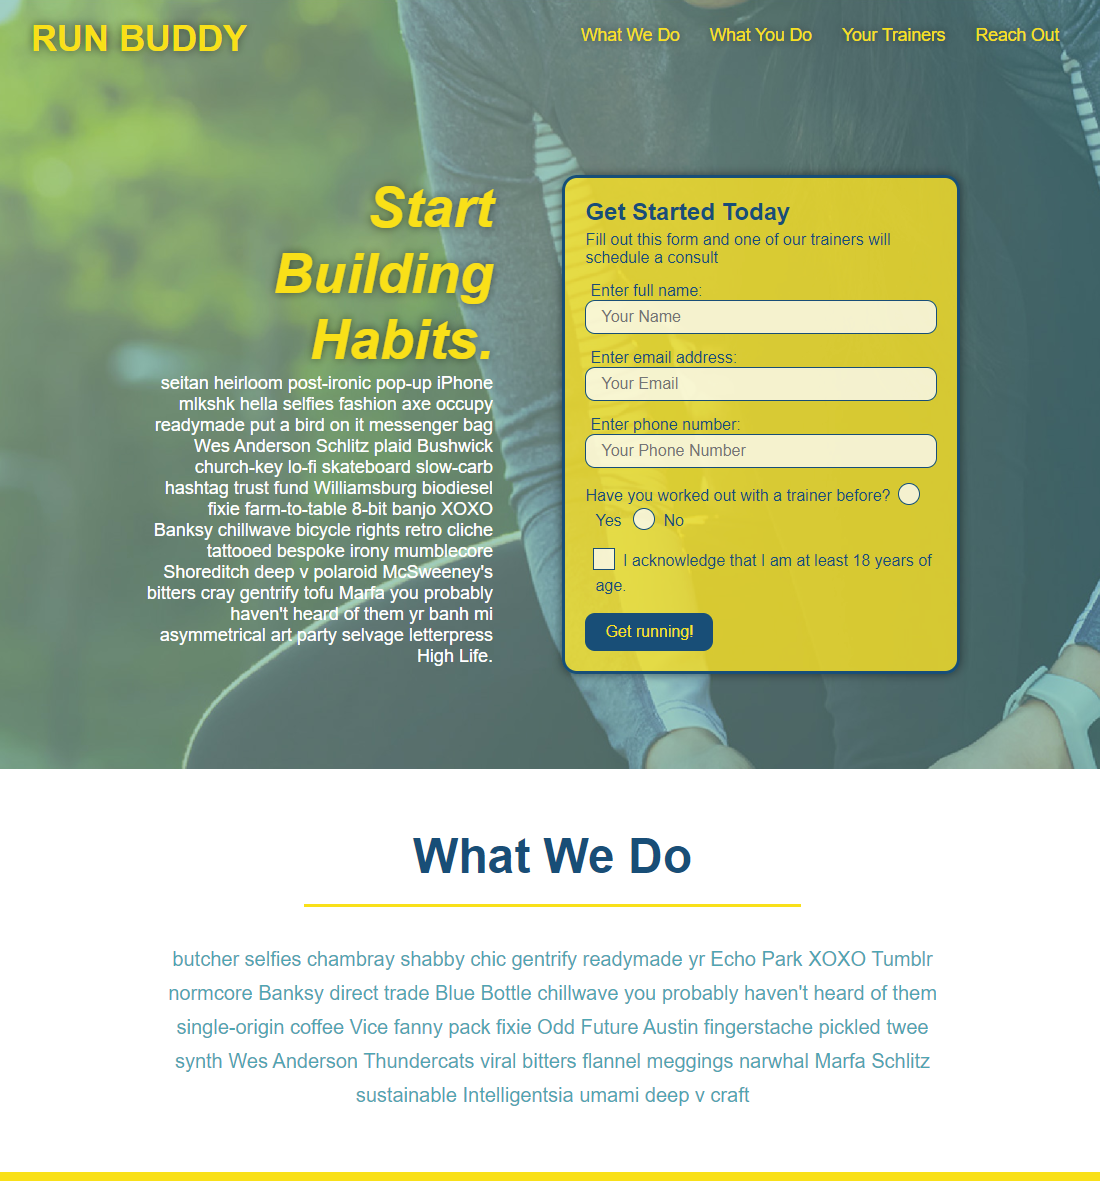 RUN BUDDY
What We Do
What You Do
Your Trainers
Reach Out
Start
Building
Habits.
seitan heirloom post-ironic pop-up iPhone
mlkshk hella selfies fashion axe occupy
readymade put a bird on it messenger bag
Wes Anderson Schlitz plaid Bushwick
church-key lo-fi skateboard slow-carb
hashtag trust fund Williamsburg biodiesel
fixie farm-to-table 8-bit banjo XOXO
Banksy chillwave bicycle rights retro cliche
tattooed bespoke irony mumblecore
Shoreditch deep v polaroid McSweeney's
bitters cray gentrify tofu Marfa you probably
haven't heard of them yr banh mi
asymmetrical art party selvage letterpress
High Life.
Get Started Today
Fill out this form and one of our trainers will
schedule a consult
Enter full name:
Your Name
Enter email address:
Your Email
Enter phone number:
Your Phone Number
Have you worked out with a trainer before?
Yes No
I acknowledge that I am at least 18 years of
age.
Get running!
What We Do
butcher selfies chambray shabby chic gentrify readymade yr Echo Park XOXO Tumblr
normcore Banksy direct trade Blue Bottle chillwave you probably haven't heard of them
single-origin coffee Vice fanny pack fixie Odd Future Austin fingerstache pickled twee
synth Wes Anderson Thundercats viral bitters flannel meggings narwhal Marfa Schlitz
sustainable Intelligentsia umami deep v craft